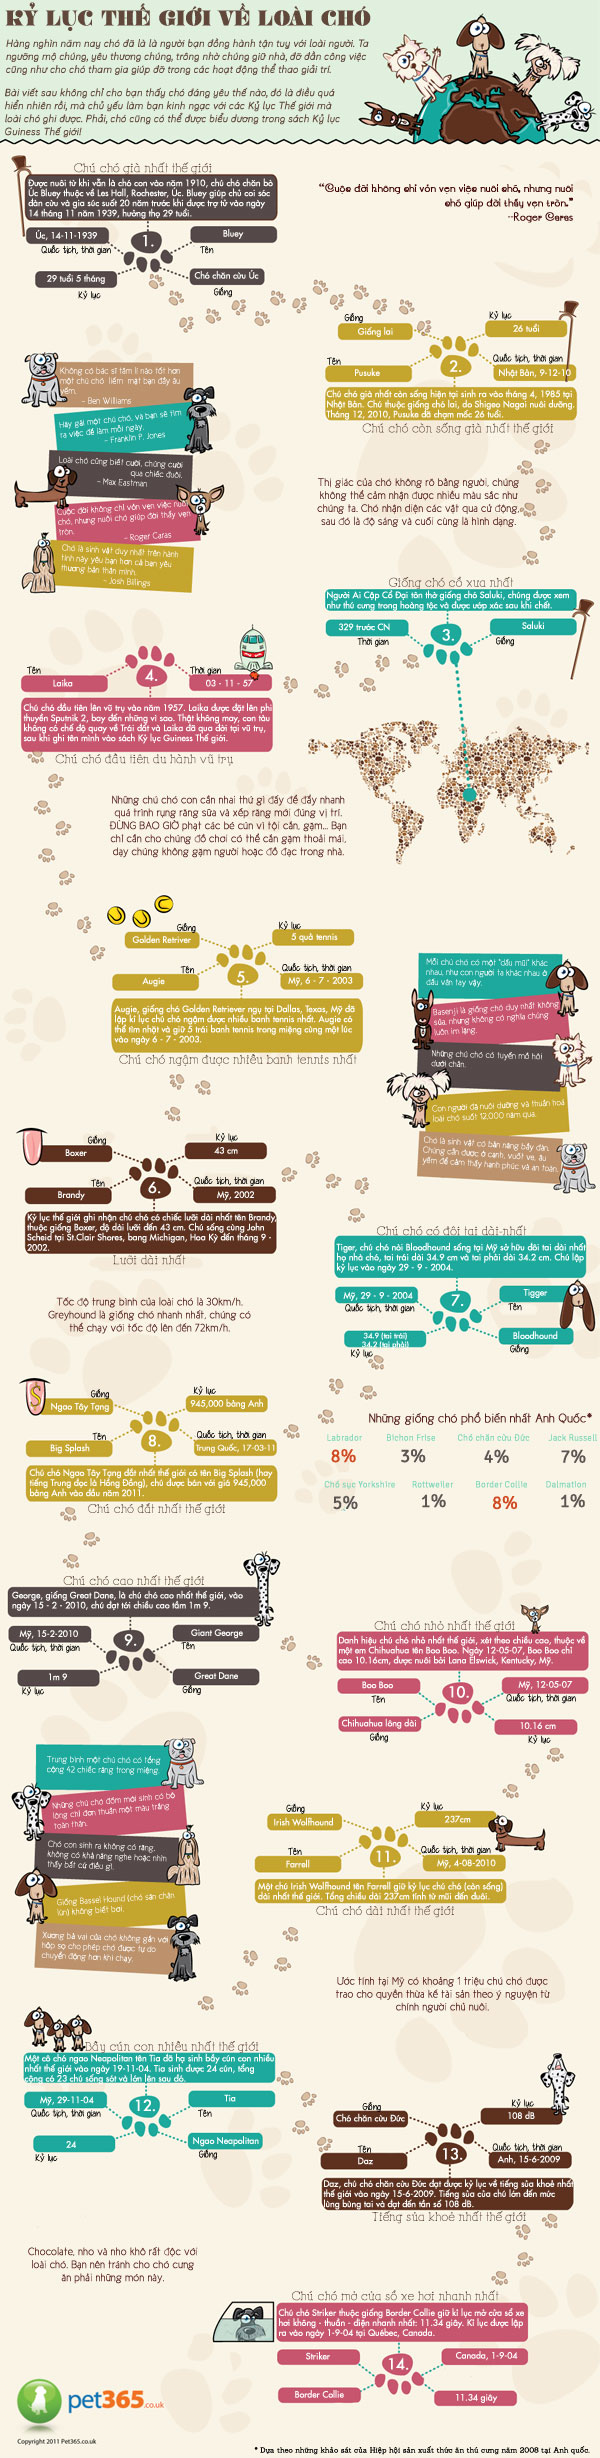 KỶ LỤC THẾ GIỚI VỀ LOÀI CHÓ
Hàng nghìn năm nay chó đã là là người bạn đồng hành tận tuy với loài người. Ta
ngưỡng mộ chúng, yêu thương chúng, trông nhờ chúng giữ nhà, đỡ đần công việc
cũng như cho chó tham gia giúp đỡ trong các hoạt động thể thao giải trí.
Bài viết sau không chỉ cho bạn thấy chó đáng yêu thế nào, đó là điều quá
hiển nhiên rồi, mà chủ yếu làm bạn kinh ngạc với các Kỷ lục Thế giới mà
loài chó ghi được. Phải, chó cũng có thể được biểu dương trong sách Kỷ lục
Guiness Thế giới!
Chú chó già nhất thế giới
Được nuôi từ khi vẫn là chó con vào năm 1910, chú chó chăn bò
Úc Bluey thuộc về Les Hall, Rochester, Úc. Bluey giúp chủ coi sóc
đàn cừu và gia súc suốt 20 năm trước khi được trợ tử vào ngày
14 tháng 11 năm 1939, hưởng thọ 29 tuổi.
Úc, 14-11-1939
Quốc tịch, thời gian
1.
Bluey
Tên
29 tuổi 5 tháng
Kỷ lục
Chó chăn cừu Úc
Giống
"Cuộc đời không chỉ vỏn vẹn việc nuôi chó, nhưng nuôi
chó giúp đời thấy vẹn tròn."
--Roger Caras
Giống
Giống lai
Kỷ lục
26 tuổi
Tên
Pusuke
2.
Quốc tịch, thời gian
Nhật Bản, 9-12-10
Chú chó già nhất còn sống hiện tại sinh ra vào tháng 4, 1985 tại
Nhật Bản. Chú thuộc giống chó lai, do Shigeo Nagai nuôi dưỡng.
Tháng 12, 2010, Pusuke đã chạm mốc 26 tuổi.
Chú chó còn sống già nhất thế giới
Không có bác sĩ tâm lí nào tốt hơn
một chú chó liếm mặt bạn đầy âu
yếm.
- Ben Williams
Hãy gãi một chú chó, và bạn sẽ tìm
ra việc để làm mỗi ngày.
- Franklin P. Jones
Loài chó cũng biết cười, chúng cười
qua chiếc đuôi.
- Max Eastman
Cuộc đời không chỉ vỏn vẹn việc nuôi
chó, nhưng nuôi chó giúp đời thấy vẹn
tròn.
- Roger Caras
Chó là sinh vật duy nhất trên hành
tinh này yêu bạn hơn cả bạn yêu
thương bản thân mình.
- Josh Billings
Thị giác của chó không rõ bằng người, chúng
không thể cảm nhận được nhiều màu sắc như
chúng ta. Chó nhận diện các vật qua cử động,
sau đó là độ sáng và cuối cùng là hình dạng.
Giống chó cổ xưa nhất
Người Ai Cập Cổ Đại tôn thờ giống chó Saluki, chúng được xem
như thú cưng trong hoàng tộc và được ướp xác sau khi chết.
329 trước CN
Thời gian
3.
Saluki
Giống
Tên
Laika
4.
Thời gian
03 - 11 - 57
Chú chó đầu tiên lên vũ trụ vào năm 1957. Laika được đặt lên phi
thuyền Sputnik 2, bay đến những vì sao. Thật không may, con tàu
không có chế độ quay về Trái đất và Laika đã qua đời tại vũ trụ,
sau khi ghi tên mình vào sách Kỷ lục Guiness Thế giới.
Chú chó đầu tiên du hành vũ trụ
Những chú chó con cần nhai thứ gì đấy để đẩy nhanh
quá trình rụng răng sữa và xếp răng mới đúng vị trí.
ĐỪNG BAO GIỜ phạt các bé cún vì tội cắn, gặm... Bạn
chỉ cần cho chúng đồ chơi có thể cắn gặm thoải mái,
dạy chúng không gặm người hoặc đồ đạc trong nhà.
Giống
Golden Retriver
Kỷ lục
5 quả tennis
Tên
Augie
5.
Quốc tịch, thời gian
Mỹ, 6 - 7 - 2003
Augie, giống chó Golden Retriever ngụ tại Dallas, Texas, Mỹ đã
lập kỉ lục chú chó ngậm được nhiều banh tennis nhất. Augie có
thể tìm nhặt và giữ 5 trái banh tennis trong miệng cùng một lúc
vào ngày 6 - 7 - 2003.
Chú chó ngậm được nhiều banh tennis nhất
Mỗi chú chó có một "dấu mũi" khác
nhau, như con người ta khác nhau ở
dấu vân tay vậy.
Basenji là giống chó duy nhất không
sủa, nhưng không có nghĩa chúng
luôn im lặng.
Những chú chó có tuyến mồ hôi
dưới chân.
Con người đã nuôi dưỡng và thuần hoá
loài chó suốt 12.000 năm qua.
Chó là sinh vật có bản năng bầy đàn.
Chúng cần được ở cạnh, vuốt ve, âu
yếm để cảm thấy hạnh phúc và an toàn.
Giống
Boxer
Kỷ lục
43 cm
Tên
Brandy
6.
Quốc tịch, thời gian
Mỹ, 2002
Kỷ lục thế giới ghi nhận chú chó có chiếc lưỡi dài nhất tên Brandy,
thuộc giống Boxer, độ dài lưỡi đến 43 cm. Chú sống cùng John
Scheid tại St.Clair Shores, bang Michigan, Hoa Kỳ đến tháng 9 -
2002.
Lưỡi dài nhất
Chú chó có đôi tai dài nhất
Tiger, chú chó nòi Bloodhound sống tại Mỹ sở hữu đôi tai dài nhất
họ nhà chó, tai trái dài 34.9 cm và tai phải dài 34.2 cm. Chú lập
kỷ lục vào ngày 29 - 9 - 2004.
Mỹ, 29 - 9 - 2004
Quốc tịch, thời gian
7.
Tigger
Tên
34.9 (tai trái)
34.2 (tai phải)
Kỷ lục
Bloodhound
Giống
Tốc độ trung bình của loài chó là 30km/h.
Greyhound là giống chó nhanh nhất, chúng có
thể chạy với tốc độ lên đến 72km/h.
Giống
Ngao Tây Tạng
Kỷ lục
945,000 bảng Anh
Tên
Big Splash
8.
Quốc tịch, thời gian
Trung Quốc, 17-03-11
Chú chó Ngao Tây Tạng đắt nhất thế giới có tên Big Splash (hay
tiếng Trung đọc là Hồng Đồng), chú được bán với giá 945,000
bảng Anh vào đầu năm 2011.
Chú chó đắt nhất thế giới
Những giống chó phổ biến nhất Anh Quốc*
Labrador Bichon Frise Chó chăn cừu Đức Jack Russell
8% 3% 4% 7%
Chó sục Yorkshire Rottweiler Border Collie Dalmation
5% 1% 8% 1%
Chú chó cao nhất thế giới
George, giống Great Dane, là chú chó cao nhất thế giới, vào
ngày 15 - 2 - 2010, chú đạt tới chiều cao tầm 1m 9.
Mỹ, 15-2-2010
Quốc tịch, thời gian
9.
Giant George
Tên
1m 9
Kỷ lục
Great Dane
Giống
Chú chó nhỏ nhất thế giới
Danh hiệu chú chó nhỏ nhất thế giới, xét theo chiều cao, thuộc về
một em Chihuahua tên Boo Boo. Ngày 12-05-07, Boo Boo chỉ
cao 10.16cm, được nuôi bởi Lana Elswick, Kentucky, Mỹ.
Boo Boo
Tên
10.
Mỹ, 12-05-07
Quốc tịch, thời gian
Chihuahua lông dài
Giống
10.16 cm
Kỷ lục
Trung bình một chú chó có tổng
cộng 42 chiếc răng trong miệng.
Những chú chó đốm mới sinh có bộ
lông chỉ đơn thuần một màu trắng
toàn thân.
Chó con sinh ra không có răng,
không có khả năng nghe hoặc nhìn
thấy bất cứ điều gì.
Giống Basset Hound (chó săn chân
lùn) không biết bơi.
Xương bả vai của chó không gắn với
hộp sọ cho phép chó được tự do
chuyển động hơn khi chạy.
Giống
Irish Wolfhound
Kỷ lục
237cm
Tên
Farrell
11.
Quốc tịch, thời gian
Mỹ, 4-08-2010
Một chú Irish Wolfhound tên Farrell giữ kỷ lục chú chó (còn sống)
dài nhất thế giới. Tổng chiều dài 237cm tính từ mũi đến đuôi.
Chú chó dài nhất thế giới
Ước tính tại Mỹ có khoảng 1 triệu chú chó được
trao cho quyền thừa kế tài sản theo ý nguyện từ
chính người chủ nuôi.
Bầy cún con nhiều nhất thế giới
Một cô chó ngao Neapolitan tên Tia đã hạ sinh bầy cún con nhiều
nhất thế giới vào ngày 19-11-04. Tia sinh được 24 cún, tổng
cộng có 23 chú sống sót và lớn lên sau đó.
Mỹ, 29-11-04
Quốc tịch, thời gian
12.
Tia
Tên
24
Kỷ lục
Ngao Neapolitan
Giống
Giống
Chó chăn cừu Đức
Kỷ lục
108 dB
Tên
Daz
13.
Quốc tịch, thời gian
Anh, 15-6-2009
Daz, chú chó chăn cừu Đức đạt được kỷ lục về tiếng sủa khoẻ nhất
thế giới vào ngày 15-6-2009. Tiếng sủa của chú lớn đến mức
lùng bùng tai và đạt đến tần số 108 dB.
Tiếng sủa khoẻ nhất thế giới
Chocolate, nho và nho khô rất độc với
loài chó. Bạn nên tránh cho chó cưng
ăn phải những món này.
Chú chó mở cửa sổ xe hơi nhanh nhất
Chú chó Striker thuộc giống Border Collie giữ kỉ lục mở cửa sổ xe
hơi không - thuần - điện nhanh nhất: 11.34 giây. Kỉ lục được lập
ra vào ngày 1-9-04 tại Québec, Canada.
Striker
14.
Canada, 1-9-04
Border Collie
11.34 giây
pet365.co.uk
Copyright 2011 Pet365.co.uk
* Dựa theo những khảo sát của Hiệp hội sản xuất thức ăn thú cưng năm 2008 tại Anh quốc.